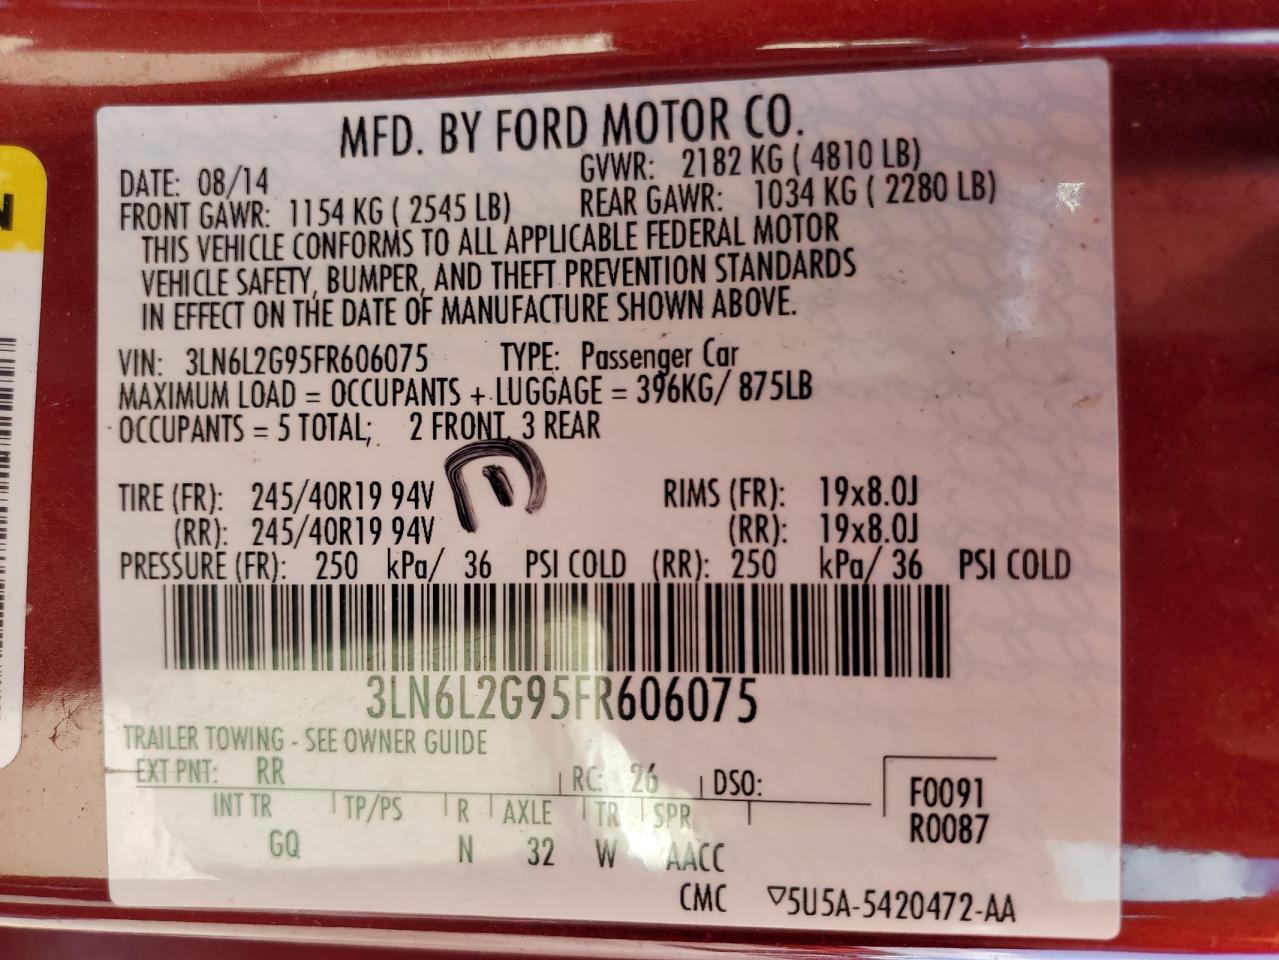 MFD. BY FORD MOTOR CO.
DATE: 08/14 GVWR: 2182 KG ( 4810 LB)
FRONT GAWR: 1154 KG ( 2545 LB) REAR GAWR: 1034 KG ( 2280 LB)
THIS VEHICLE CONFORMS TO ALL APPLICABLE FEDERAL MOTOR
VEHICLE SAFETY, BUMPER, AND THEFT PREVENTION STANDARDS
IN EFFECT ON THE DATE OF MANUFACTURE SHOWN ABOVE.
VIN: 3LN6L2G95FR606075 TYPE: Passenger Car
MAXIMUM LOAD = OCCUPANTS + LUGGAGE = 396KG/ 875LB
OCCUPANTS = 5 TOTAL; 2 FRONT, 3 REAR
TIRE (FR): 245/40R19 94V RIMS (FR): 19x8.0J
(RR): 245/40R19 94V (RR): 19x8.0J
PRESSURE (FR): 250 kPa/ 36 PSI COLD (RR): 250 kPa/ 36 PSI COLD
3LN6L2G95FR606075
TRAILER TOWING - SEE OWNER GUIDE
EXT PNT: RR RC: 26 DSO: F0091
INT TR TP/PS R AXLE TR SPR R0087
GQ N 32 W AACC
CMC ▽5U5A-5420472-AA
N